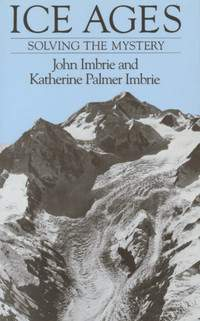 ICE AGES
SOLVING THE MYSTERY
John Imbrie and
Katherine Palmer Imbrie